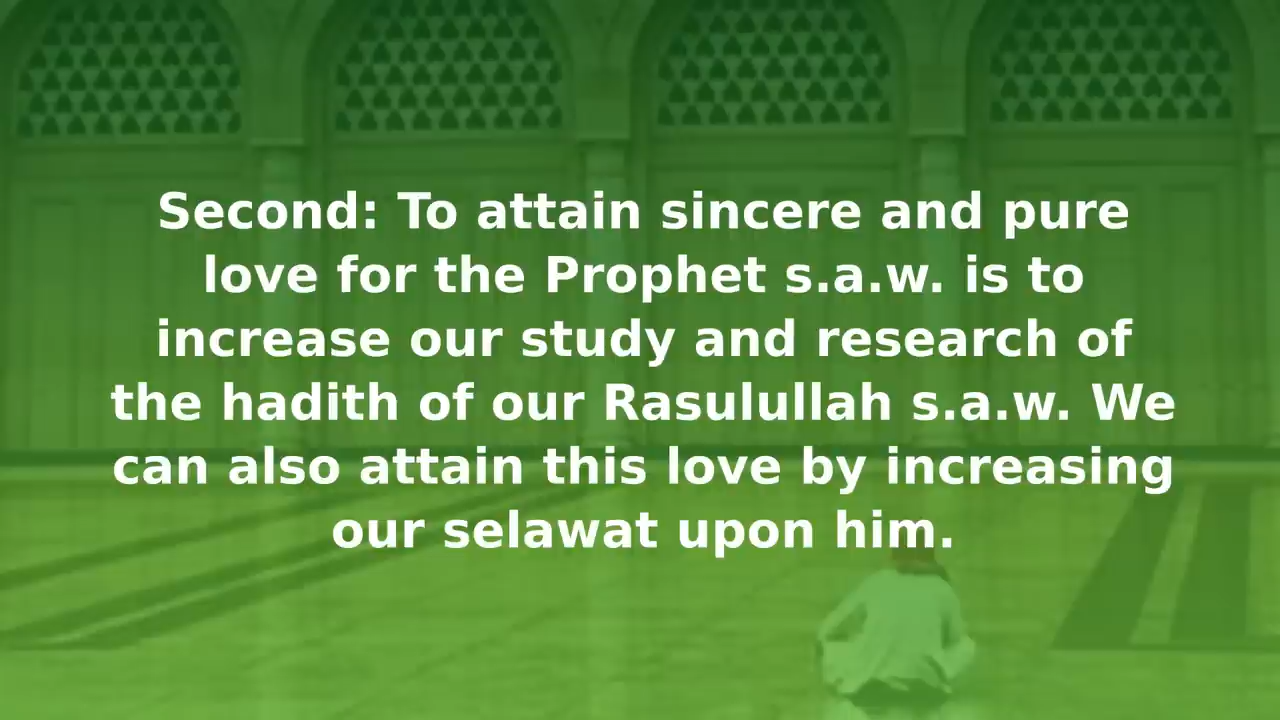 Second: To attain sincere and pure
love for the Prophet s.a.w. is to
increase our study and research of
the hadith of our Rasulullah s.a.w. We
can also attain this love by increasing
our selawat upon him.